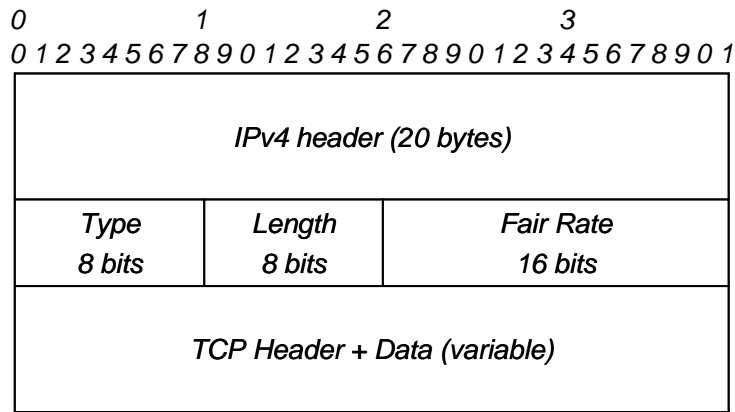 0 1 2 3
0 1 2 3 4 5 6 7 8 9 0 1 2 3 4 5 6 7 8 9 0 1 2 3 4 5 6 7 8 9 0 1
IPv4 header (20 bytes)
Type Length Fair Rate
8 bits 8 bits 16 bits
TCP Header + Data (variable)